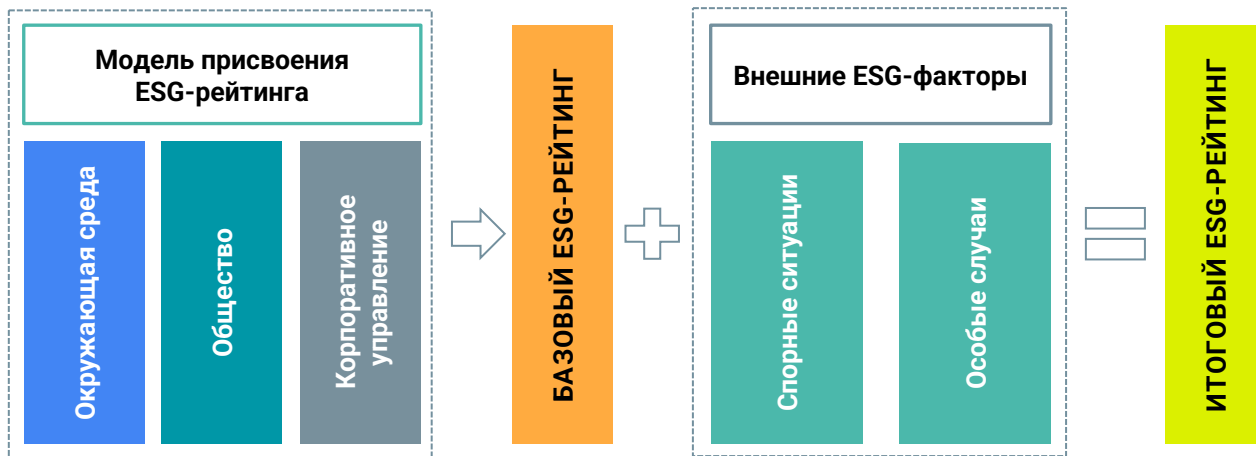 Модель присвоения
ESG-рейтинга
Окружающая среда
Общество
Корпоративное
управление
БАЗОВЫЙ ESG-РЕЙТИНГ
Внешние ESG-факторы
Спорные ситуации
Особые случаи
ИТОГОВЫЙ ESG-РЕЙТИНГ